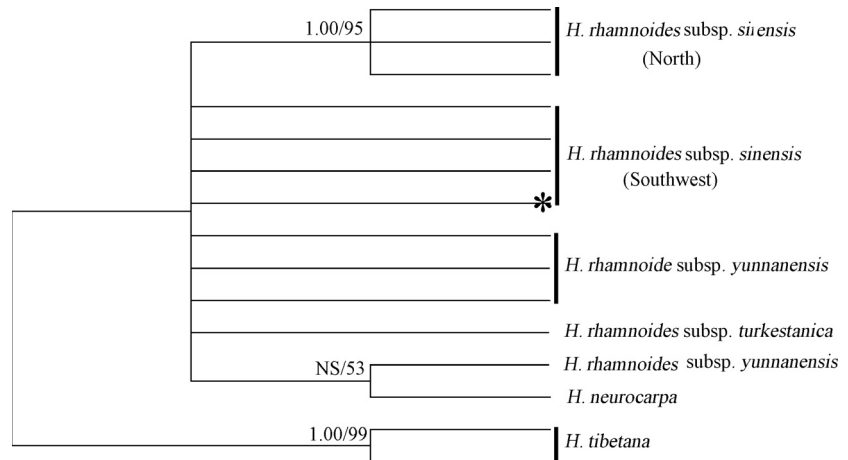 1.00/95
H. rhamnoides subsp. sinensis
(North)
H. rhamnoides subsp. sinensis
(Southwest)
*
H. rhamnoide subsp. yunnanensis
H. rhamnoides subsp. turkestanica
NS/53
H. rhamnoides subsp. yunnanensis
H. neurocarpa
1.00/99
H. tibetana